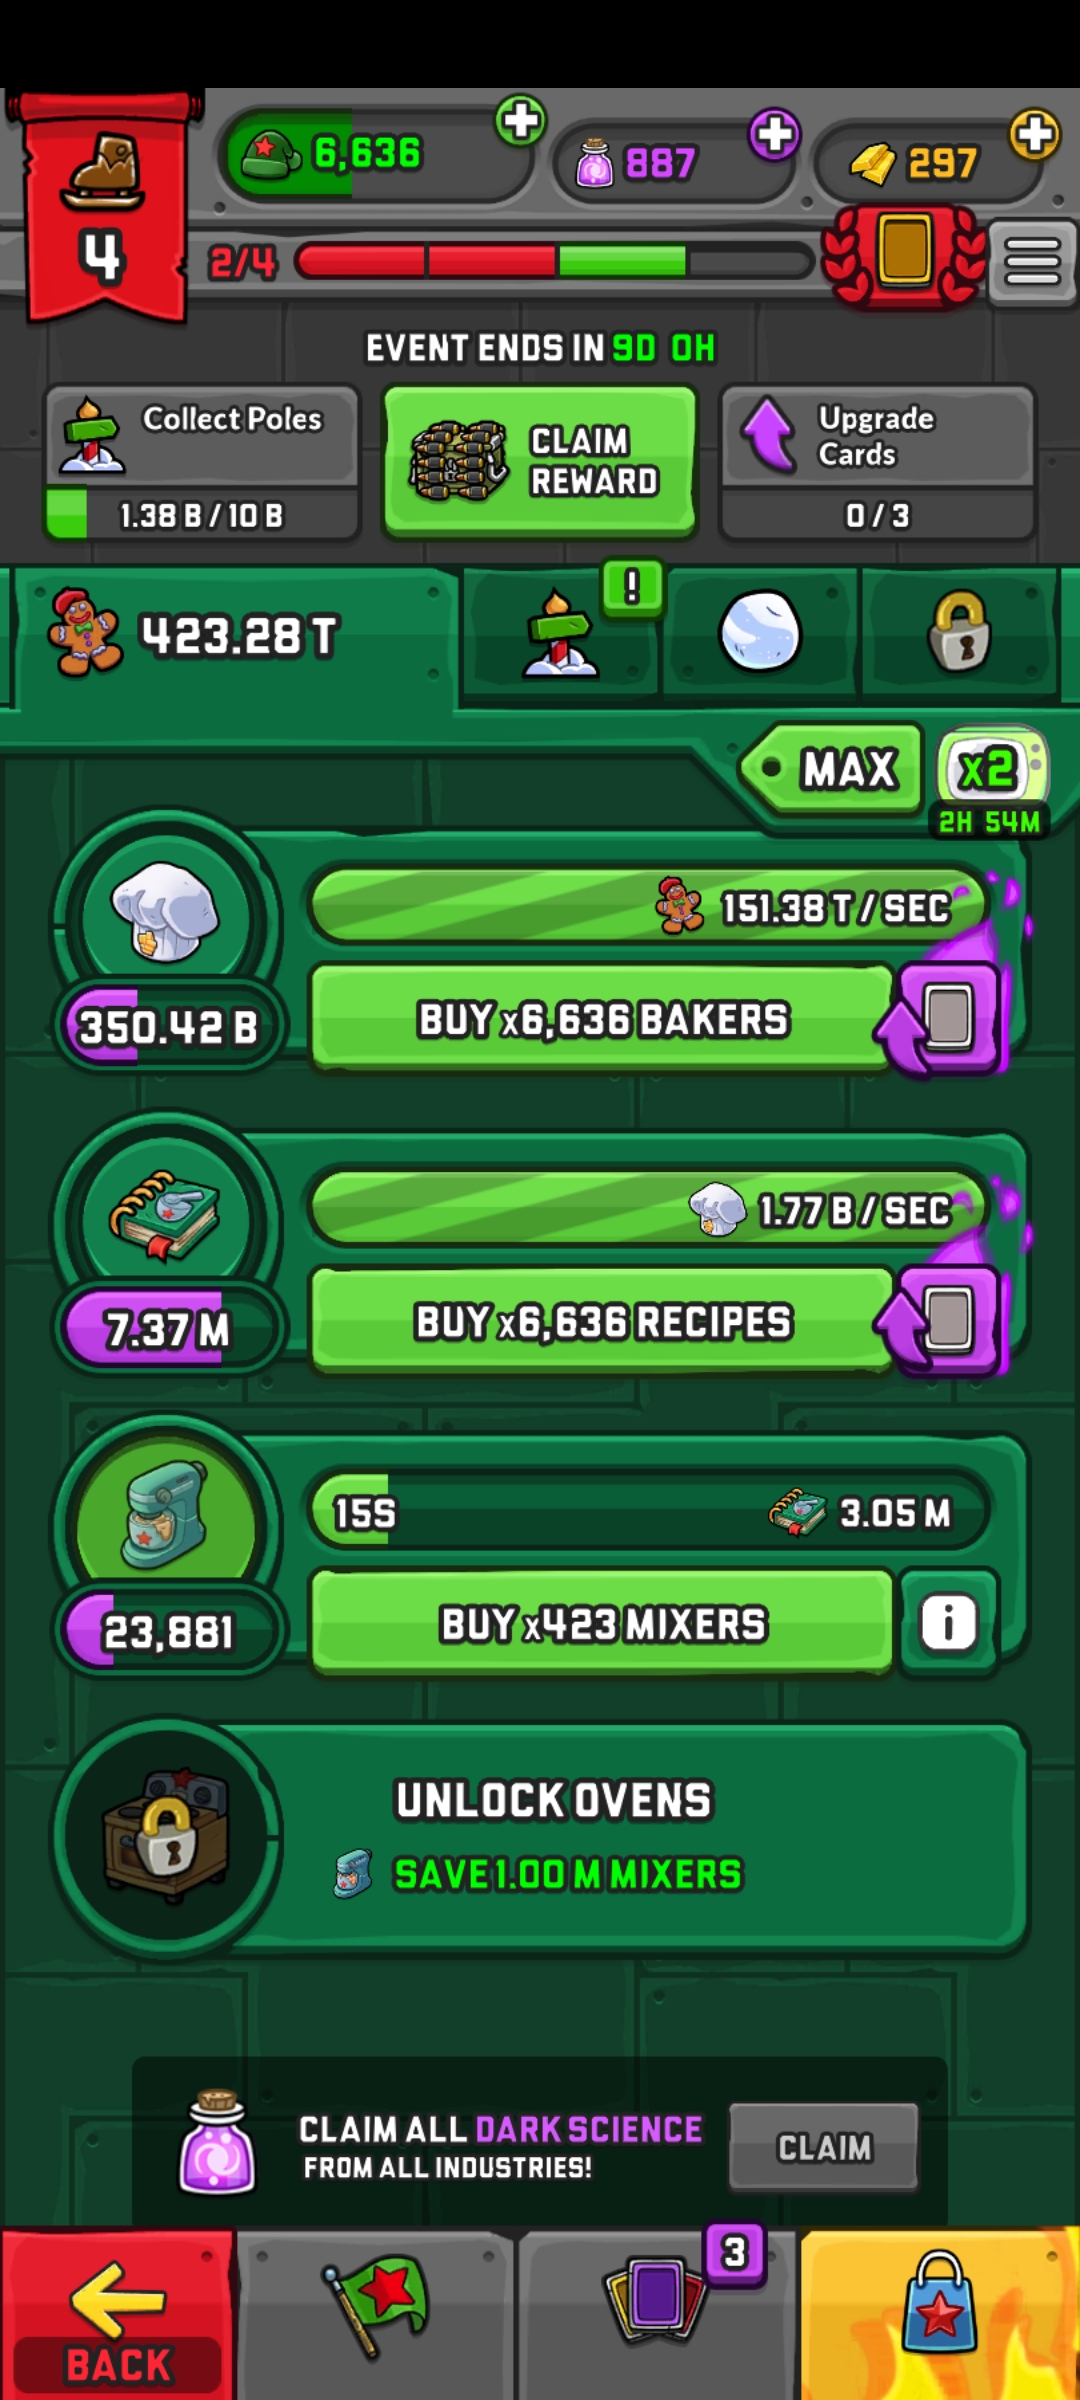 6,636
887
297
4
2/4
EVENT ENDS IN 9D 0H
Collect Poles
1.38 B / 10 B
CLAIM
REWARD
Upgrade
Cards
0 / 3
423.28 T
!
MAX
x2
2H 54M
151.38 T / SEC
350.42 B
BUY x6,636 BAKERS
1.77 B / SEC
7.37 M
BUY x6,636 RECIPES
15S
3.05 M
23,881
BUY x423 MIXERS
i
UNLOCK OVENS
SAVE 1.00 M MIXERS
CLAIM ALL DARK SCIENCE
FROM ALL INDUSTRIES!
CLAIM
3
BACK